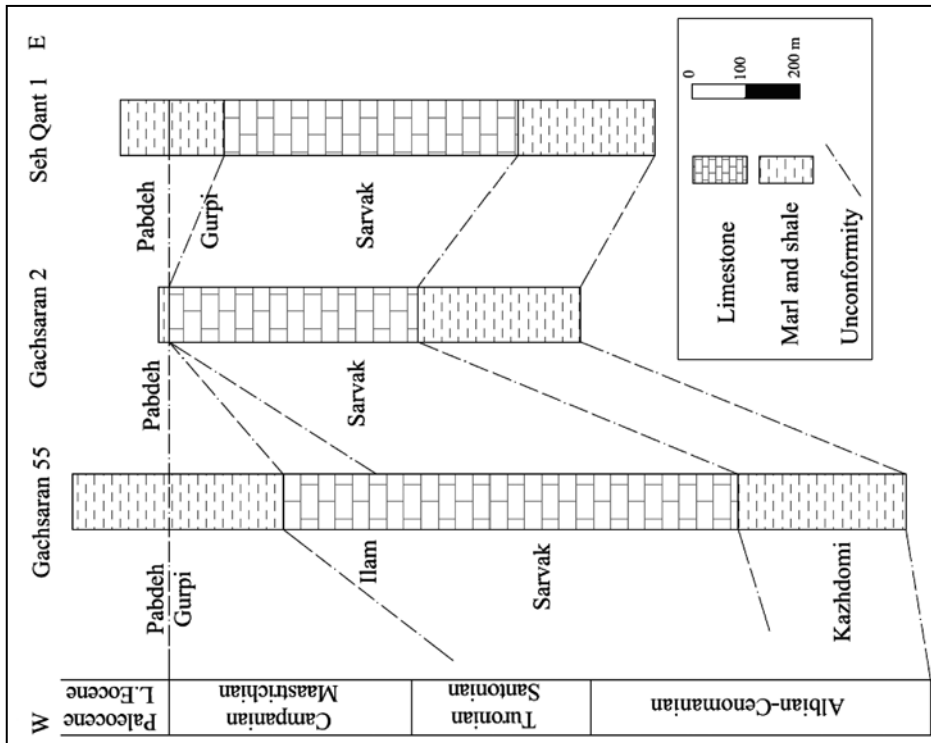 W
E
Gachsaran 55
Gachsaran 2
Seh Qant 1
Paleocene
L.Eocene
Campanian
Maastrichian
Turonian
Santonian
Albian-Cenomanian
Pabdeh
Gurpi
Ilam
Sarvak
Kazhdomi
Pabdeh
Sarvak
Pabdeh
Gurpi
Sarvak
Limestone
Marl and shale
Unconformity
0
100
200 m